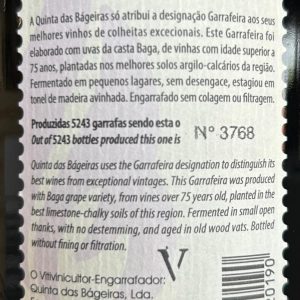 A Quinta das Bágeiras só atribui a designação Garrafeira aos seus
melhores vinhos de colheitas excecionais. Este Garrafeira foi
elaborado com uvas da casta Baga, de vinhas com idade superior a
75 anos, plantadas nos melhores solos argilo-calcários da região.
Fermentado em pequenos lagares, sem desengace, estagiou em
tonel de madeira avinhada. Engarrafado sem colagem ou filtragem.
Produzidas 5243 garrafas sendo esta o
Out of 5243 bottles produced this one is
Nº 3768
Quinta das Bágeiras uses the Garrafeira designation to distinguish its
best wines from exceptional vintages. This Garrafeira was produced
with Baga grape variety, from vines over 75 years old, planted in the
best limestone-chalky soils of this region. Fermented in small open
thanks, with no destemming, and aged in old wood vats. Bottled
without fining or filtration.
V
O Vitivinicultor-Engarrafador:
Quinta das Bágeiras, Lda.